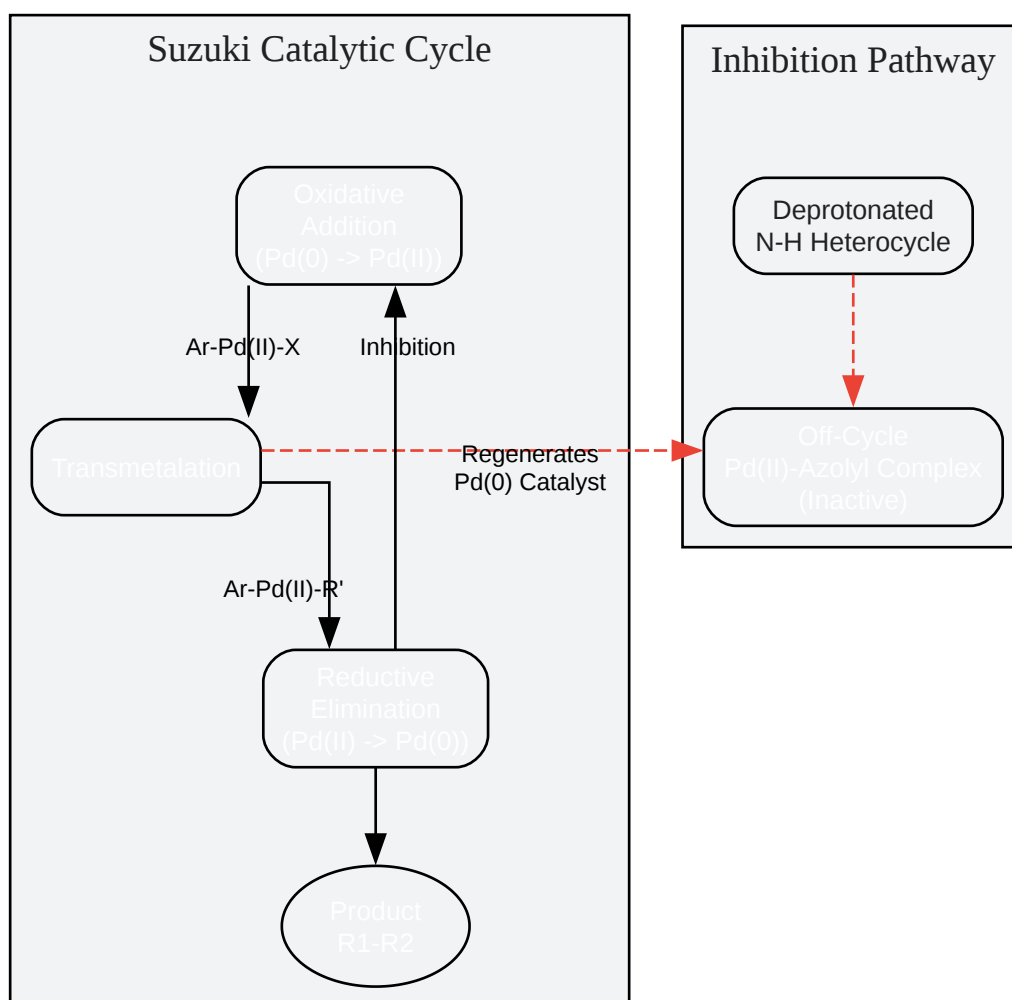 Suzuki Catalytic Cycle
Oxidative
Addition
(Pd(0) -> Pd(II))
Ar-Pd(II)-X
Inhibition
Transmetalation
Regenerates
Pd(0) Catalyst
Ar-Pd(II)-R'
Reductive
Elimination
(Pd(II) -> Pd(0))
Product
R1-R2
Inhibition Pathway
Deprotonated
N-H Heterocycle
Off-Cycle
Pd(II)-Azolyl Complex
(Inactive)